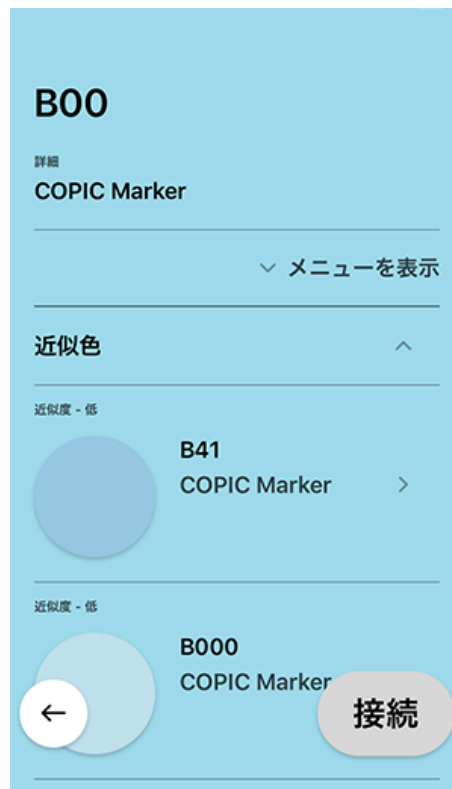 B00
詳細
COPIC Marker
メニューを表示
近似色
近似度 - 低
B41
COPIC Marker
近似度 - 低
B000
COPIC Marker
接続